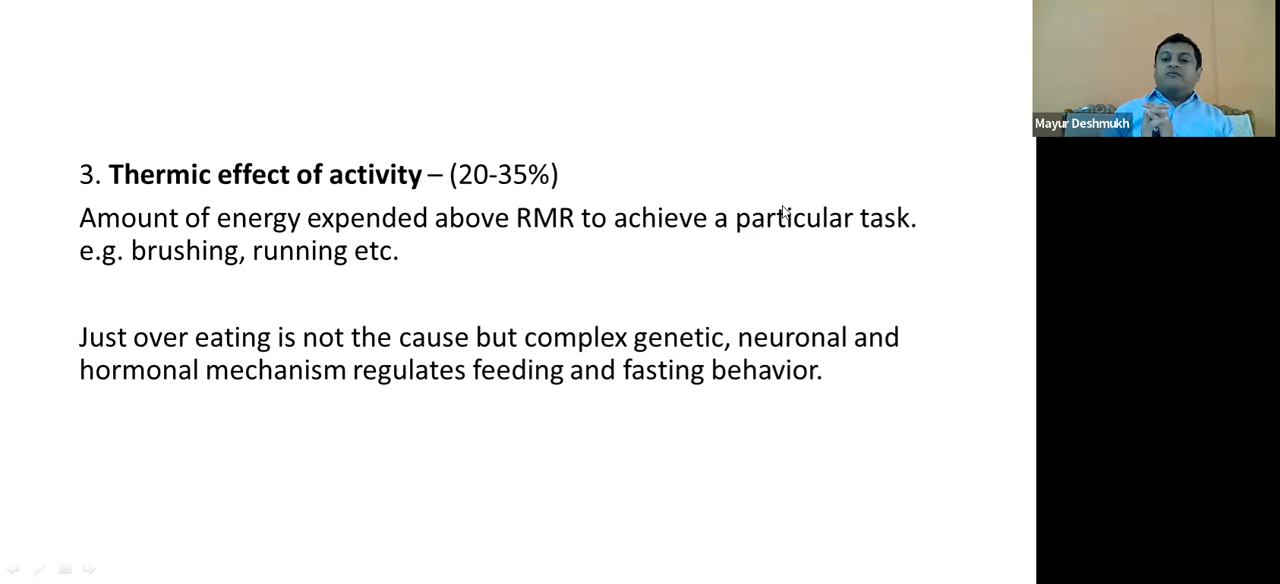 3. Thermic effect of activity – (20-35%)
Amount of energy expended above RMR to achieve a particular task.
e.g. brushing, running etc.
Just over eating is not the cause but complex genetic, neuronal and
hormonal mechanism regulates feeding and fasting behavior.
Mayur Deshmukh